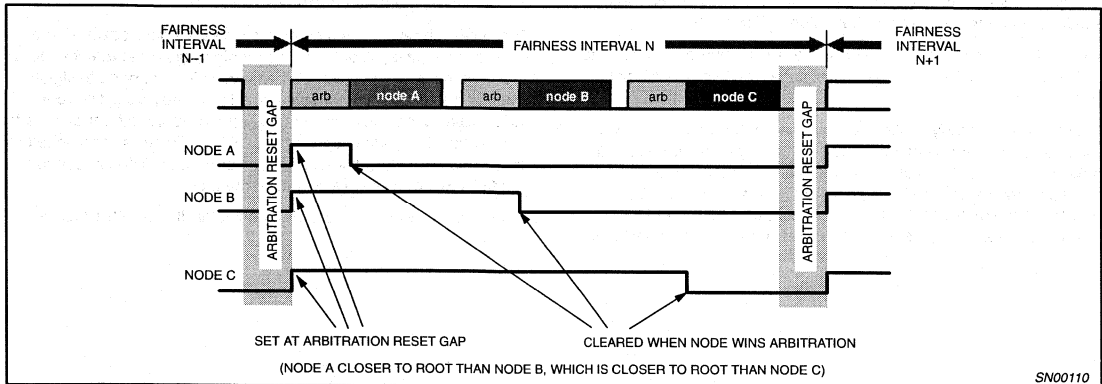 FAIRNESS
INTERVAL
N–1
FAIRNESS INTERVAL N
FAIRNESS
INTERVAL
N+1
ARBITRATION RESET GAP
arb
node A
arb
node B
arb
node C
ARBITRATION RESET GAP
NODE A
NODE B
NODE C
SET AT ARBITRATION RESET GAP
CLEARED WHEN NODE WINS ARBITRATION
(NODE A CLOSER TO ROOT THAN NODE B, WHICH IS CLOSER TO ROOT THAN NODE C)
SN00110